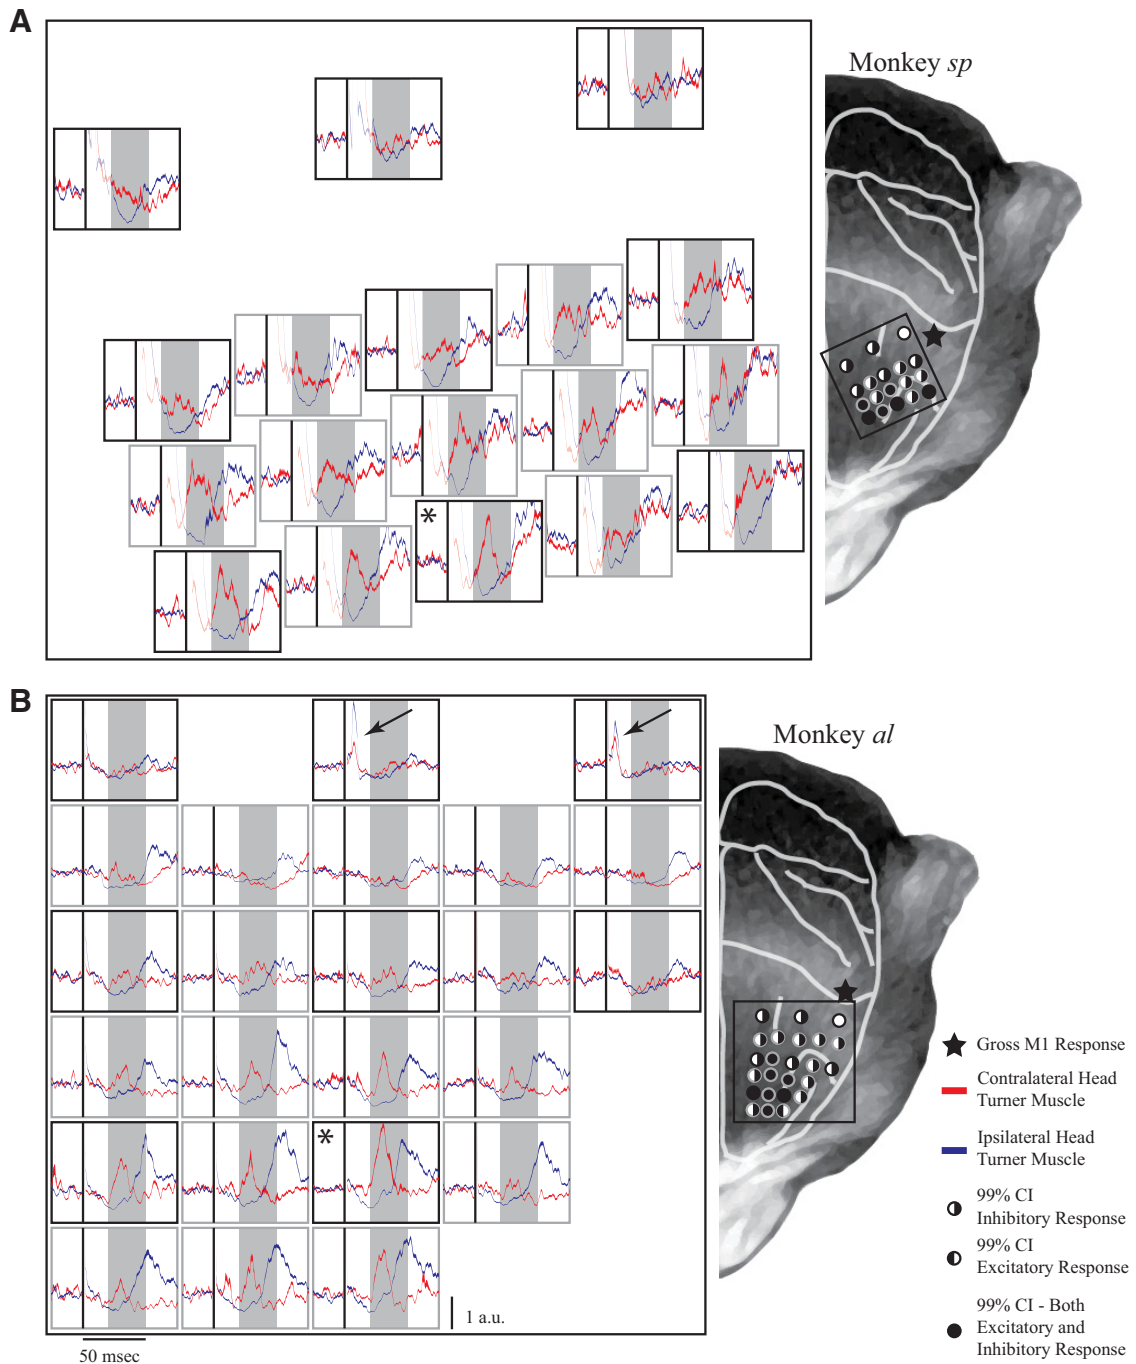 A
Monkey sp
*
B
Monkey al
*
1 a.u.
50 msec
Gross M1 Response
Contralateral Head
Turner Muscle
Ipsilateral Head
Turner Muscle
99% CI
Inhibitory Response
99% CI
Excitatory Response
99% CI - Both
Excitatory and
Inhibitory Response